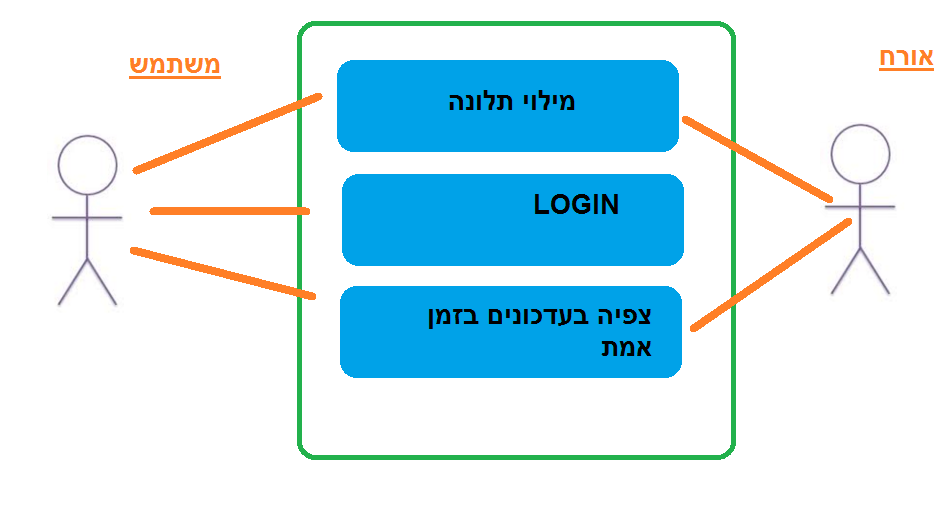 אורח
משתמש
מילוי תלונה
LOGIN
צפיה בעדכונים בזמן
אמת